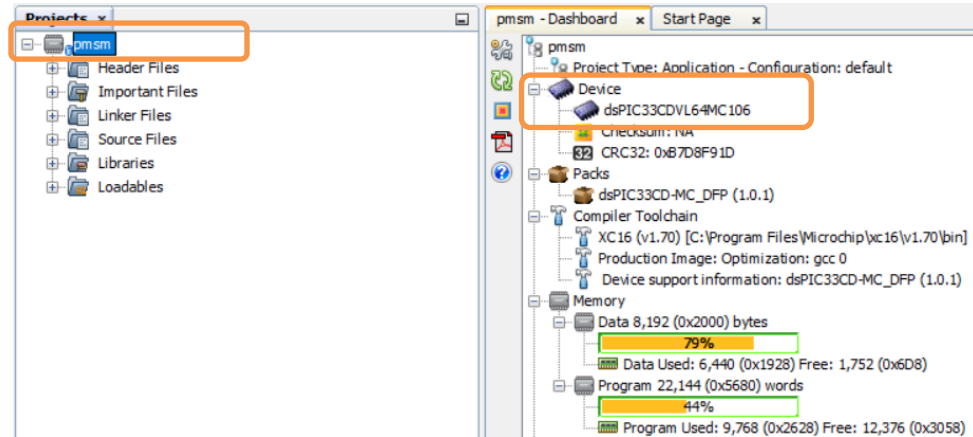 Projects x
pmsm
Header Files
Important Files
Linker Files
Source Files
Libraries
Loadables
pmsm - Dashboard x Start Page x
pmsm
Project Type: Application - Configuration: default
Device
dsPIC33CDVL64MC106
Checksum: NA
32 CRC32: 0xB7D8F91D
Packs
dsPIC33CD-MC_DFP (1.0.1)
Compiler Toolchain
XC16 (v1.70) [C:\Program Files\Microchip\xc16\v1.70\bin]
Production Image: Optimization: gcc 0
Device support information: dsPIC33CD-MC_DFP (1.0.1)
Memory
Data 8,192 (0x2000) bytes
79%
Data Used: 6,440 (0x1928) Free: 1,752 (0x6D8)
Program 22,144 (0x5680) words
44%
Program Used: 9,768 (0x2628) Free: 12,376 (0x3058)